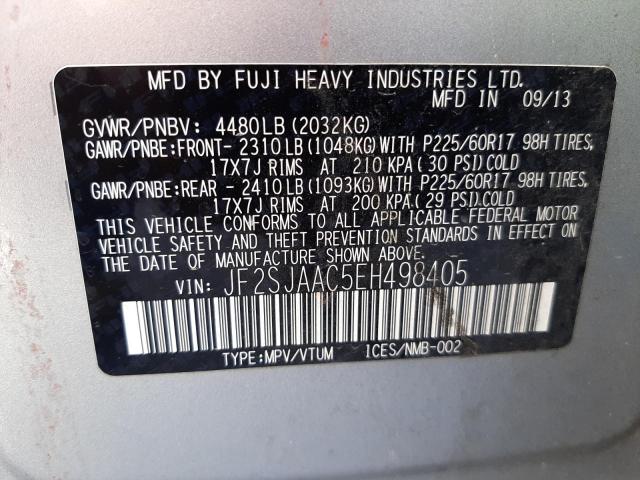 MFD BY FUJI HEAVY INDUSTRIES LTD.
MFD IN 09/13
GVWR/PNBV: 4480LB (2032KG)
GAWR/PNBE:FRONT- 2310LB (1048KG)WITH P225/60R17 98H TIRES,
17X7J RIMS AT 210 KPA ( 30 PSI)COLD
GAWR/PNBE:REAR - 2410LB (1093KG)WITH P225/60R17 98H TIRES,
17X7J RIMS AT 200 KPA.( 29 PSI).COLD
THIS VEHICLE CONFORMS TO ALL APPLICABLE FEDERAL MOTOR
VEHICLE SAFETY AND THEFT PREVENTION STANDARDS IN EFFECT ON
THE DATE OF MANUFACTURE SHOWN ABOVE.
VIN: JF2SJAAC5EH498405
TYPE:MPV/VTUM ICES/NMB-002